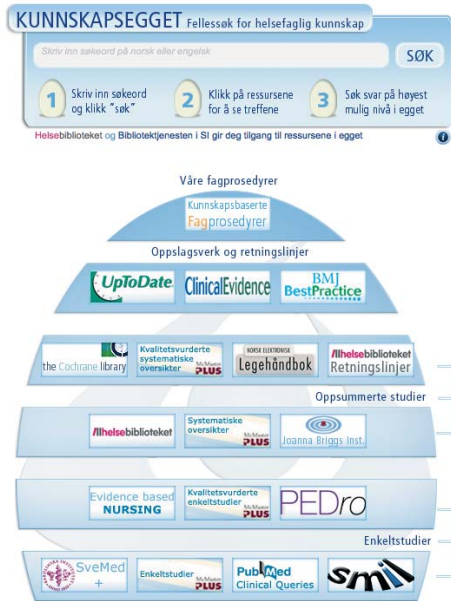 KUNNSKAPSEGGET Fellessøk for helsefaglig kunnskap
Skriv inn søkeord på norsk eller engelsk
SØK
1
Skriv inn søkeord
og klikk "søk"
2
Klikk på ressursene
for å se treffene
3
Søk svar på høyest
mulig nivå i egget
Helsebiblioteket og Bibliotektjenesten i SI gir deg tilgang til ressursene i egget
i
Våre fagprosedyrer
Kunnskapsbaserte
Fagprosedyrer
Oppslagsverk og retningslinjer
UpToDate
ClinicalEvidence
BMJ
BestPractice
the Cochrane library
Kvalitetsvurderte
systematiske
oversikter
McMaster
PLUS
NORSK ELEKTRONISK
Legehåndbok
helsebiblioteket
Retningslinjer
Oppsummerte studier
helsebiblioteket
Systematiske
oversikter
McMaster
PLUS
Joanna Briggs Inst.
Evidence based
NURSING
Kvalitetsvurderte
enkeltstudier
McMaster
PLUS
PEDro
Enkeltstudier
SveMed
+
Enkeltstudier
McMaster
PLUS
PubMed
Clinical Queries
smil